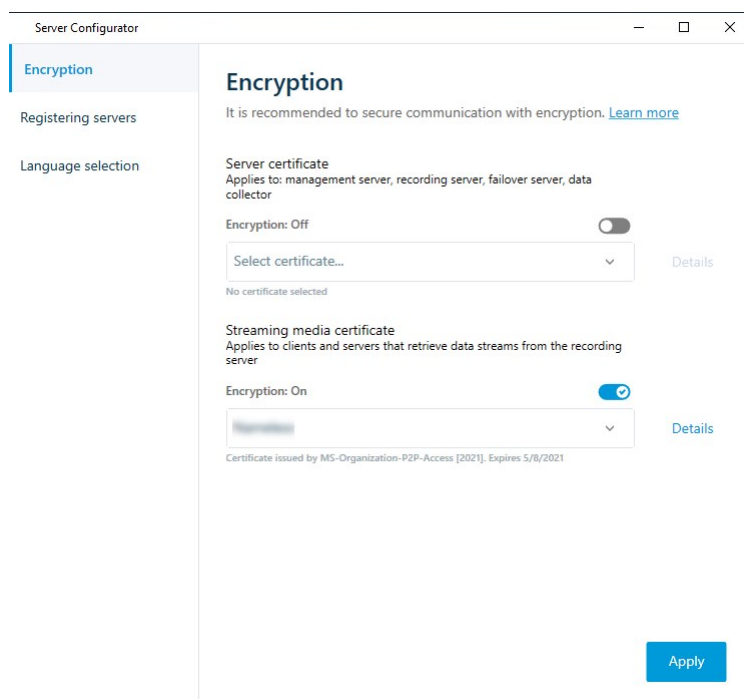 Server Configurator
Encryption
Registering servers
Language selection
Encryption
It is recommended to secure communication with encryption. Learn more
Server certificate
Applies to: management server, recording server, failover server, data
collector
Encryption: Off
Select certificate...
Details
No certificate selected
Streaming media certificate
Applies to clients and servers that retrieve data streams from the recording
server
Encryption: On
Details
Certificate issued by MS-Organization-P2P-Access [2021]. Expires 5/8/2021
Apply